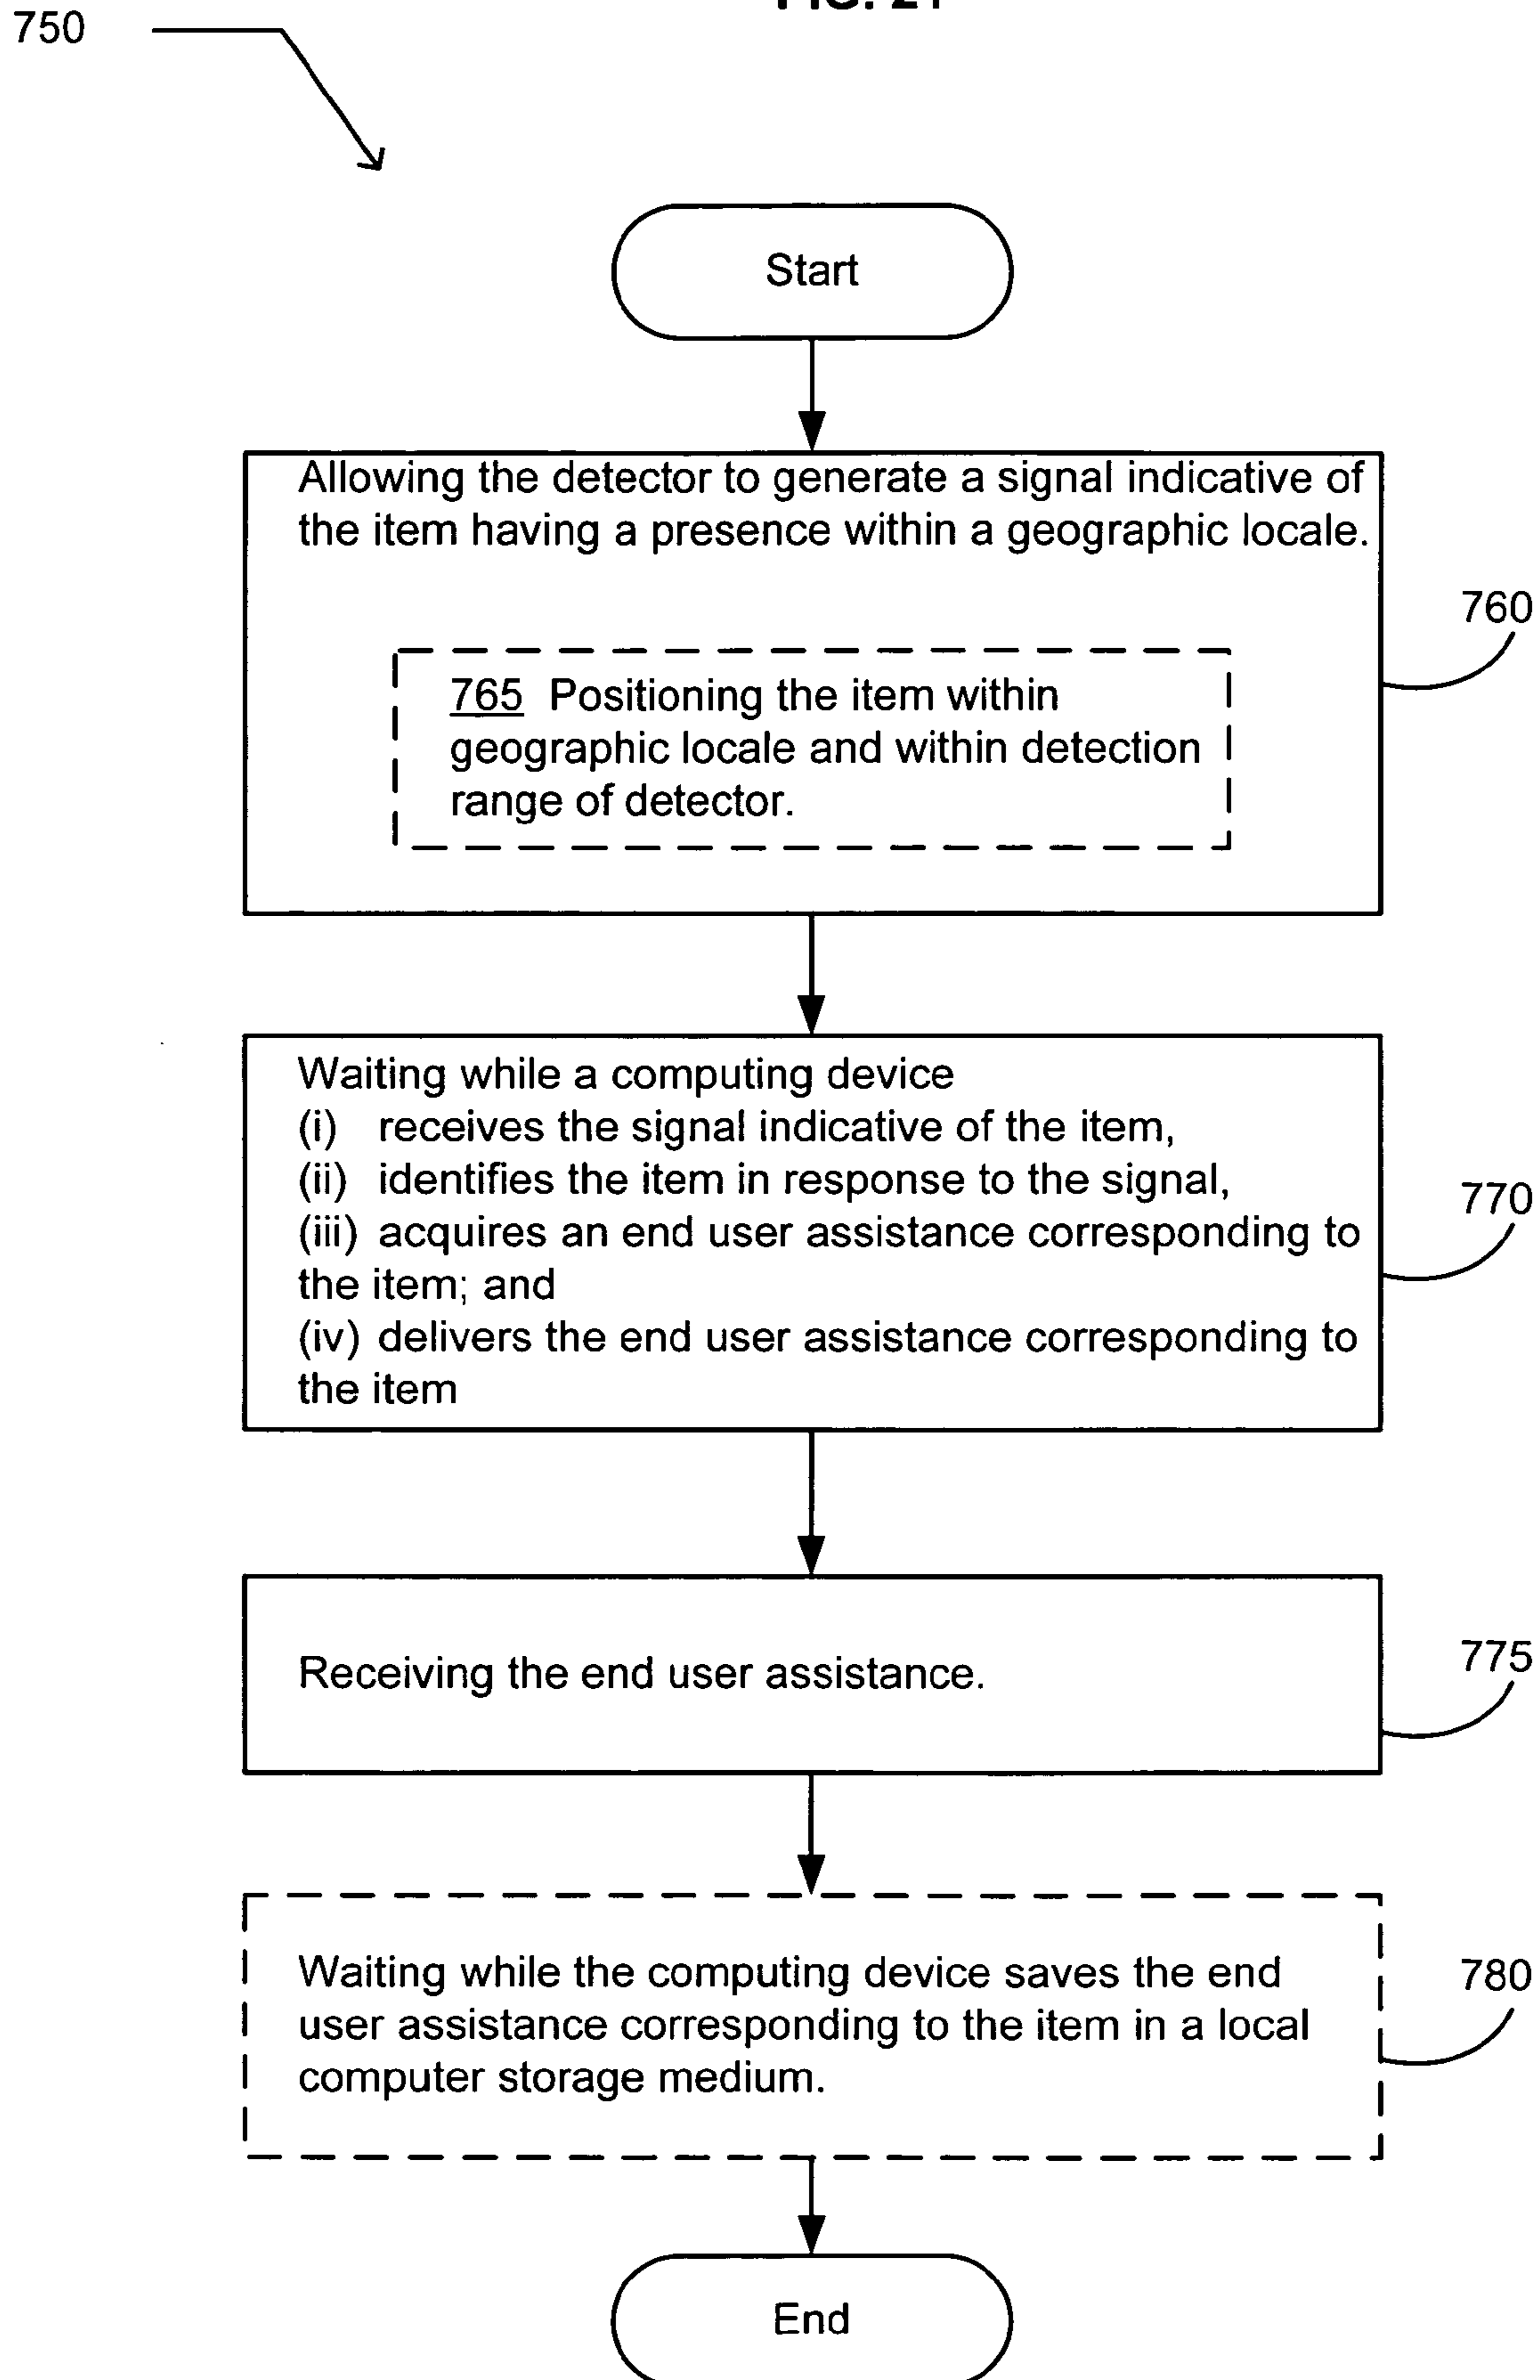 FIG.
750
Start
Allowing the detector to generate a signal indicative of
the item having a presence within a geographic locale.
760
765 Positioning the item within
geographic locale and within detection
range of detector.
Waiting while a computing device
(i) receives the signal indicative of the item,
(ii) identifies the item in response to the signal,
(iii) acquires an end user assistance corresponding to
the item; and
(iv) delivers the end user assistance corresponding to
the item
770
Receiving the end user assistance.
775
Waiting while the computing device saves the end
user assistance corresponding to the item in a local
computer storage medium.
780
End